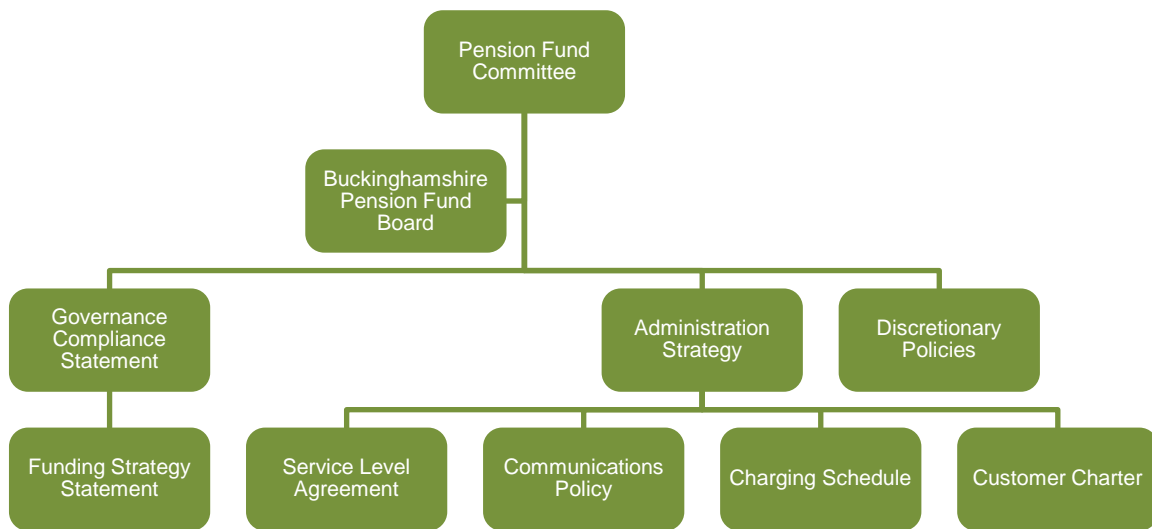 Pension Fund
Committee
Buckinghamshire
Pension Fund
Board
Governance
Compliance
Statement
Administration
Strategy
Discretionary
Policies
Funding Strategy
Statement
Service Level
Agreement
Communications
Policy
Charging Schedule
Customer Charter